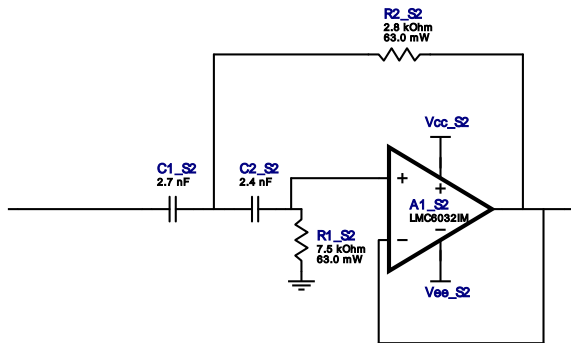 R2_S2
2.8 kOhm
63.0 mW
Vcc_S2
C1_S2
2.7 nF
C2_S2
2.4 nF
+
+
A1_S2
LMC6032IM
R1_S2
7.5 kOhm
63.0 mW
−
−
Vee_S2